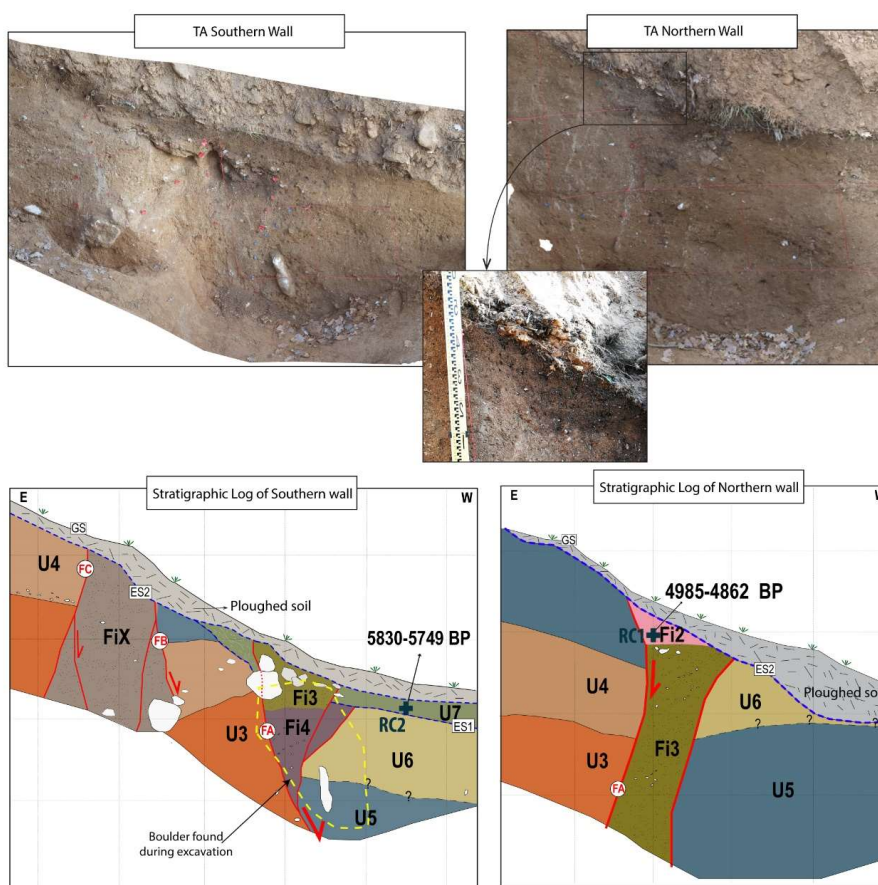 TA Southern Wall
TA Northern Wall
Stratigraphic Log of Southern wall
E
W
GS
U4
FC
ES2
Ploughed soil
FiX
FB
5830-5749 BP
Fi3
U7
RC2
ES1
U3
FA
Fi4
U6
U5
Boulder found
during excavation
Stratigraphic Log of Northern wall
E
GS
4985-4862 BP
RC1
Fi2
ES2
U4
U6
Ploughed so
U3
Fi3
FA
U5
? ? ?
? ?